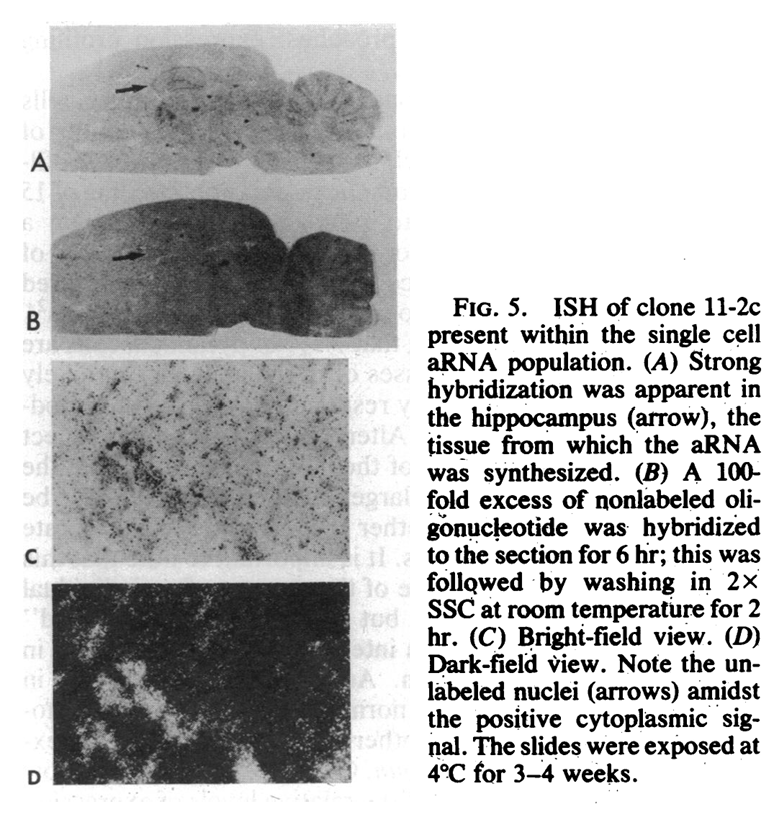 A
B
C
D
FIG. 5. ISH of clone 11-2c
present within the single cell
aRNA population. (A) Strong
hybridization was apparent in
the hippocampus (arrow), the
tissue from which the aRNA
was synthesized. (B) A 100-
fold excess of nonlabeled oli-
gonucleotide was hybridized
to the section for 6 hr; this was
followed by washing in 2×
SSC at room temperature for 2
hr. (C) Bright-field view. (D)
Dark-field view. Note the un-
labeled nuclei (arrows) amidst
the positive cytoplasmic sig-
nal. The slides were exposed at
4°C for 3–4 weeks.